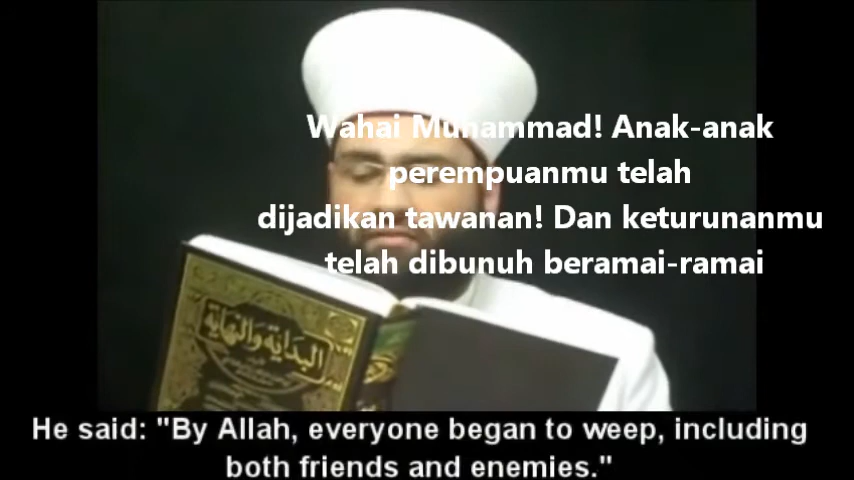 Wahai Muhammad! Anak-anak
perempuanmu telah
dijadikan tawanan! Dan keturunanmu
telah dibunuh beramai-ramai
البداية والنهاية
He said: "By Allah, everyone began to weep, including
both friends and enemies."